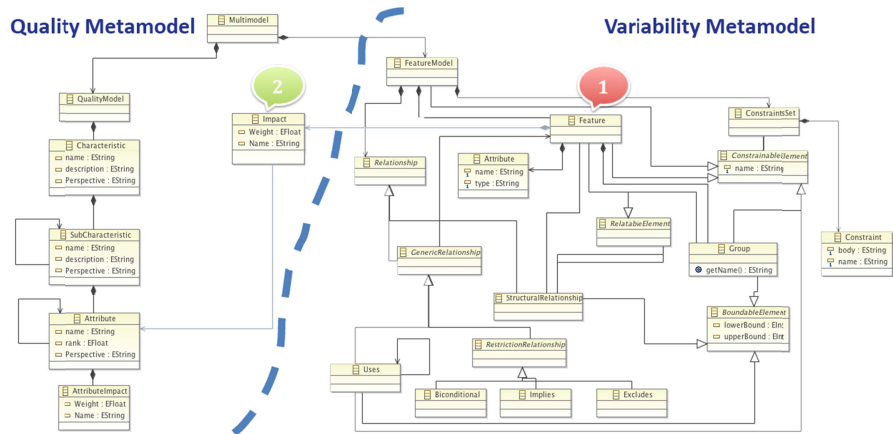 Quality Metamodel
Variability Metamodel
Multimodel
FeatureModel
2
1
QualityModel
Impact
Weight : EFloat
Name : EString
Feature
ConstraintsSet
Characteristic
name : EString
description : EString
Perspective : EString
Relationship
Attribute
name : EString
type : EString
ConstrainableElement
name : EString
SubCharacteristic
name : EString
description : EString
Perspective : EString
RelatabeElement
GenericRelationship
Group
getName() : EString
Constraint
body : EString
name : EString
StructuralRelationship
Attribute
name : EString
rank : EFloat
Perspective : EString
BoundableElement
lowerBound : EInt
upperBound : EInt
RestrictionRelationship
Uses
AttributeImpact
Weight : EFloat
Name : EString
Biconditional
Implies
Excludes